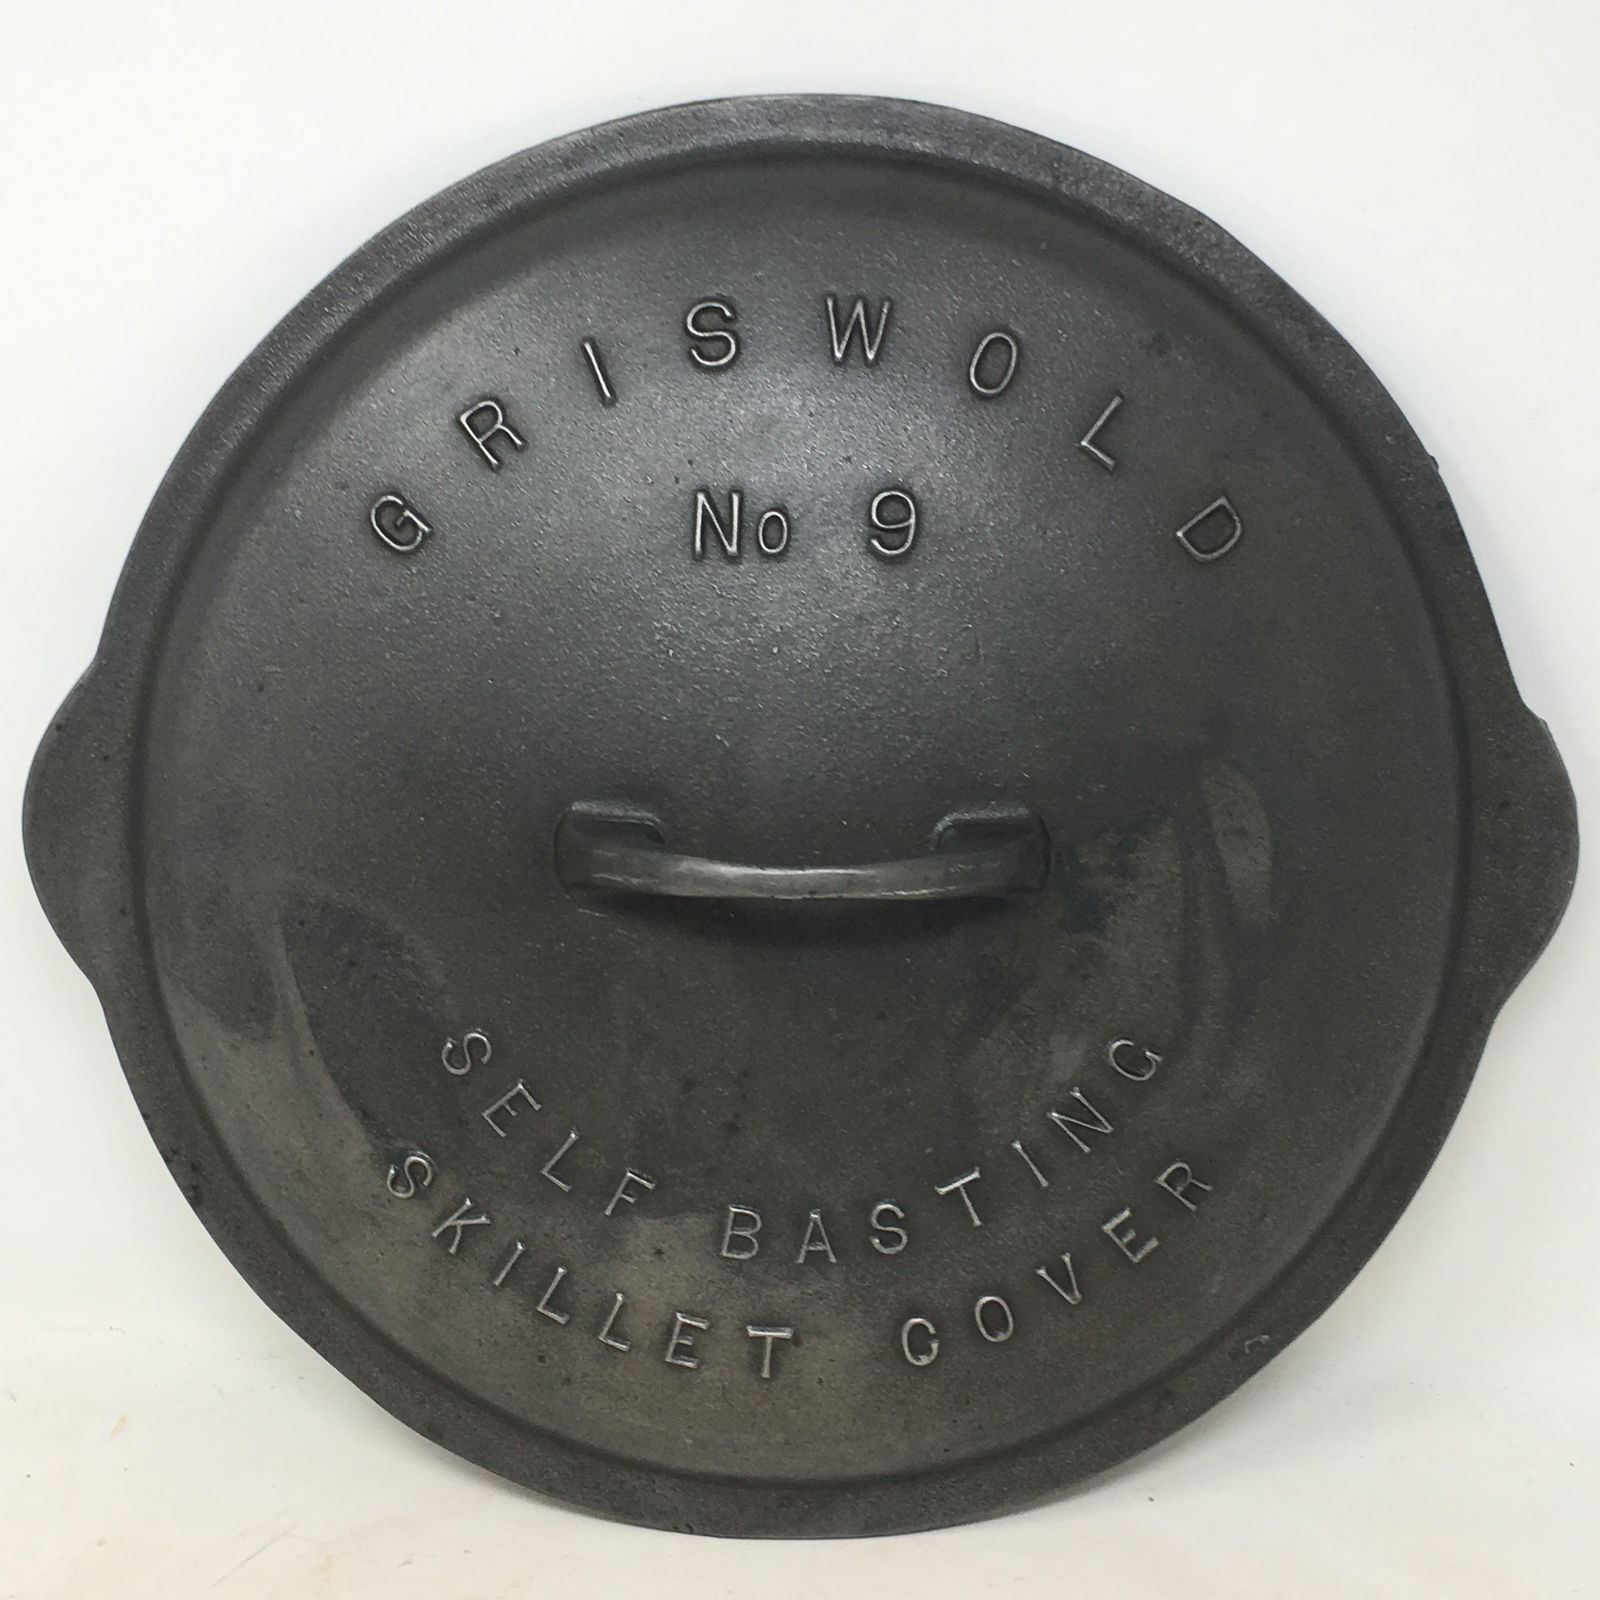 GRISWOLD
No 9
SELF BASTING
SKILLET COVER